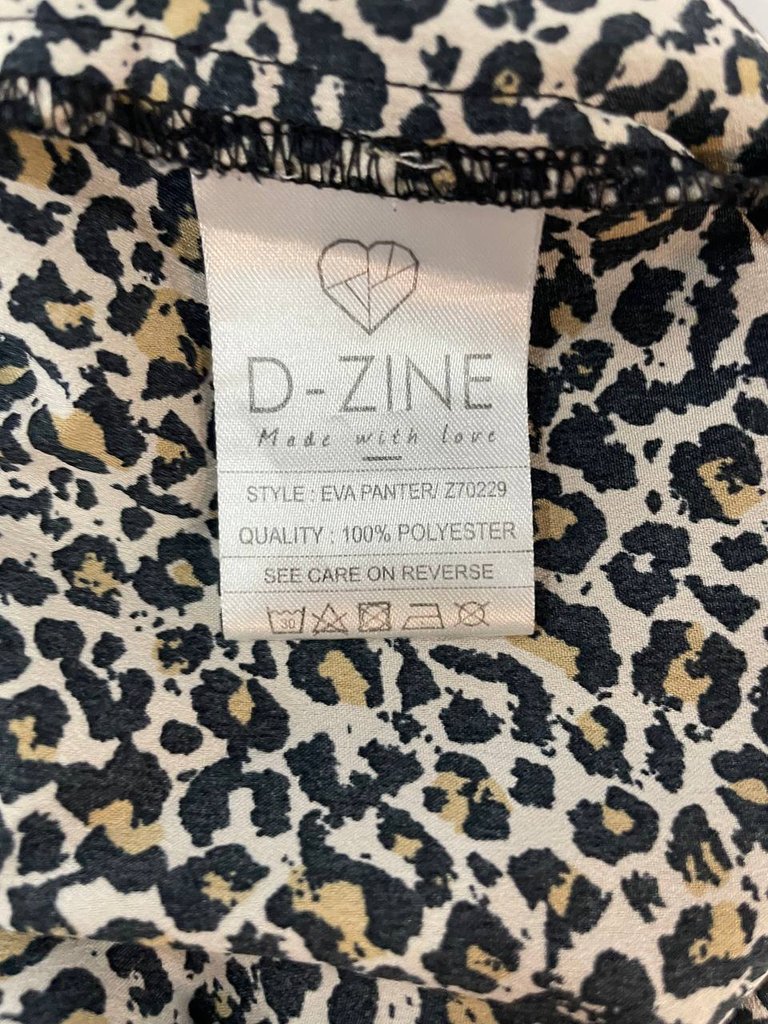 D-ZINE
Made with love
STYLE : EVA PANTER/ Z70229
QUALITY : 100% POLYESTER
SEE CARE ON REVERSE
30